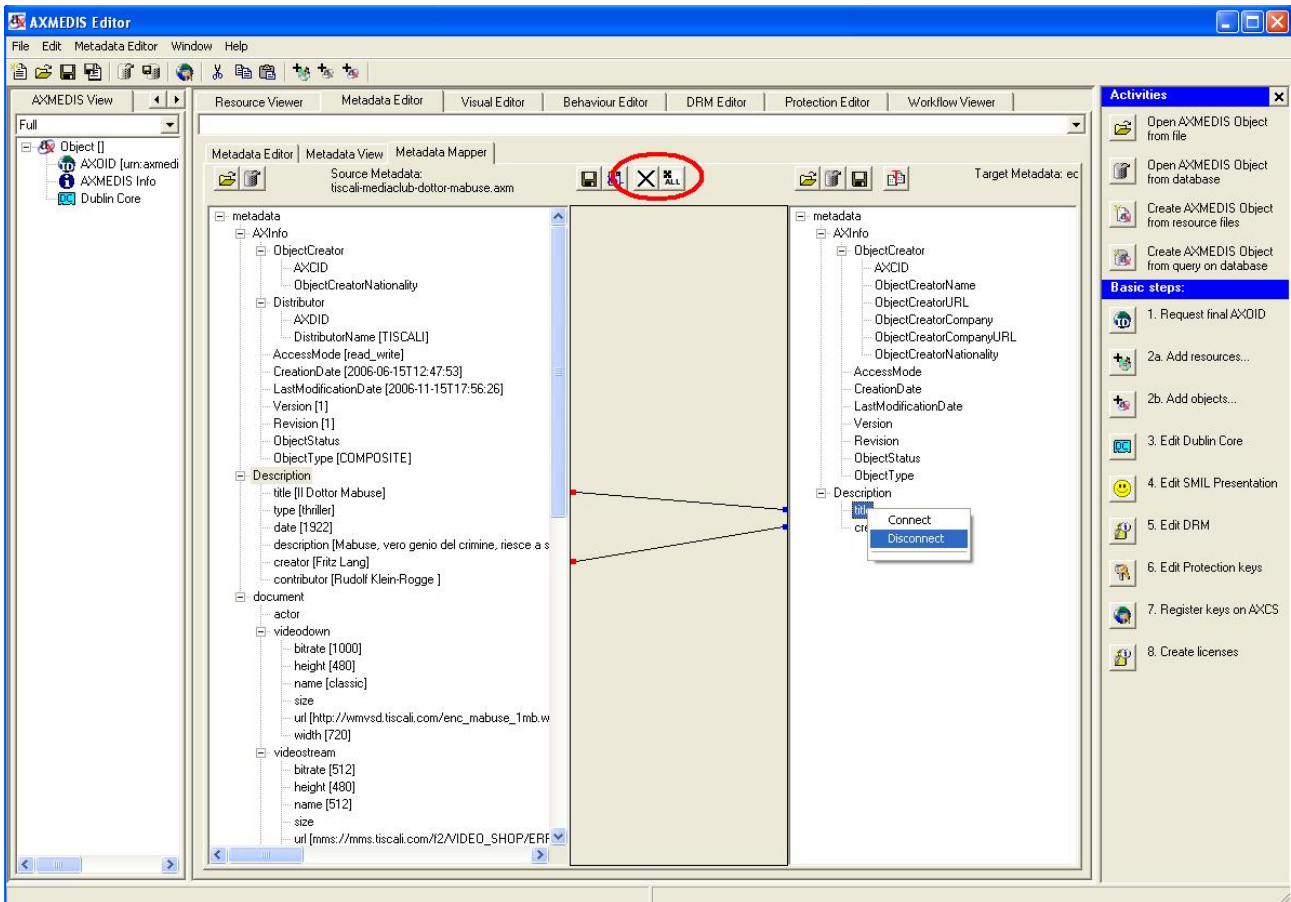 AXMEDIS Editor
File Edit Metadata Editor Window Help
AXMEDIS View
Full
Object []
AXOID [urn:axmedi
AXMEDIS Info
Dublin Core
Resource Viewer Metadata Editor Visual Editor Behaviour Editor DRM Editor Protection Editor Workflow Viewer
Metadata Editor Metadata View Metadata Mapper
Source Metadata:
tiscali-mediaclub-dottor-mabuse.axm
ALL
Target Metadata: ec
metadata
AXInfo
ObjectCreator
AXCID
ObjectCreatorNationality
Distributor
AXDID
DistributorName [TISCALI]
AccessMode [read_write]
CreationDate [2006-06-15T12:47:53]
LastModificationDate [2006-11-15T17:56:26]
Version [1]
Revision [1]
ObjectStatus
ObjectType [COMPOSITE]
Description
title [Il Dottor Mabuse]
type [thriller]
date [1922]
description [Mabuse, vero genio del crimine, riesce a s
creator [Fritz Lang]
contributor [Rudolf Klein-Rogge ]
document
actor
videodown
bitrate [1000]
height [480]
name [classic]
size
url [http://wmvsd.tiscali.com/enc_mabuse_1mb.w
width [720]
videostream
bitrate [512]
height [480]
name [512]
size
url [mms://mms.tiscali.com/f2/VIDEO_SHOP/ERF
metadata
AXInfo
ObjectCreator
AXCID
ObjectCreatorName
ObjectCreatorURL
ObjectCreatorCompany
ObjectCreatorCompanyURL
ObjectCreatorNationality
AccessMode
CreationDate
LastModificationDate
Version
Revision
ObjectStatus
ObjectType
Description
title
cre
Connect
Disconnect
Activities
Open AXMEDIS Object
from file
Open AXMEDIS Object
from database
Create AXMEDIS Object
from resource files
Create AXMEDIS Object
from query on database
Basic steps:
ID 1. Request final AXOID
2a. Add resources...
2b. Add objects...
DC 3. Edit Dublin Core
4. Edit SMIL Presentation
5. Edit DRM
6. Edit Protection keys
7. Register keys on AXCS
8. Create licenses